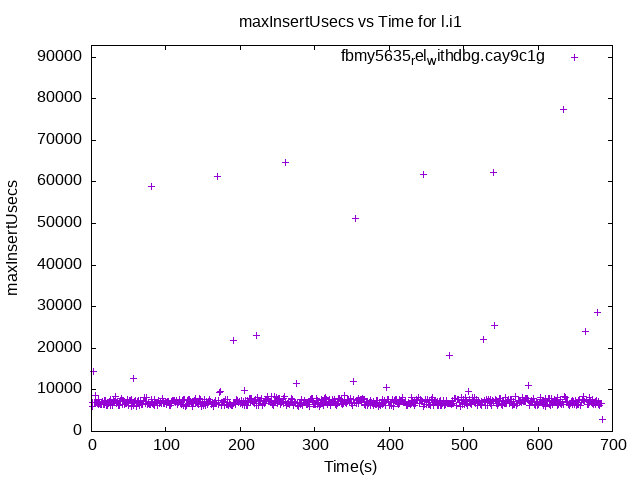 maxInsertUsecs vs Time for l.i1
fbmy5635relwithdbg.cay9c1g
90000
80000
70000
60000
50000
40000
30000
20000
10000
0
maxInsertUsecs
0 100 200 300 400 500 600 700
Time(s)